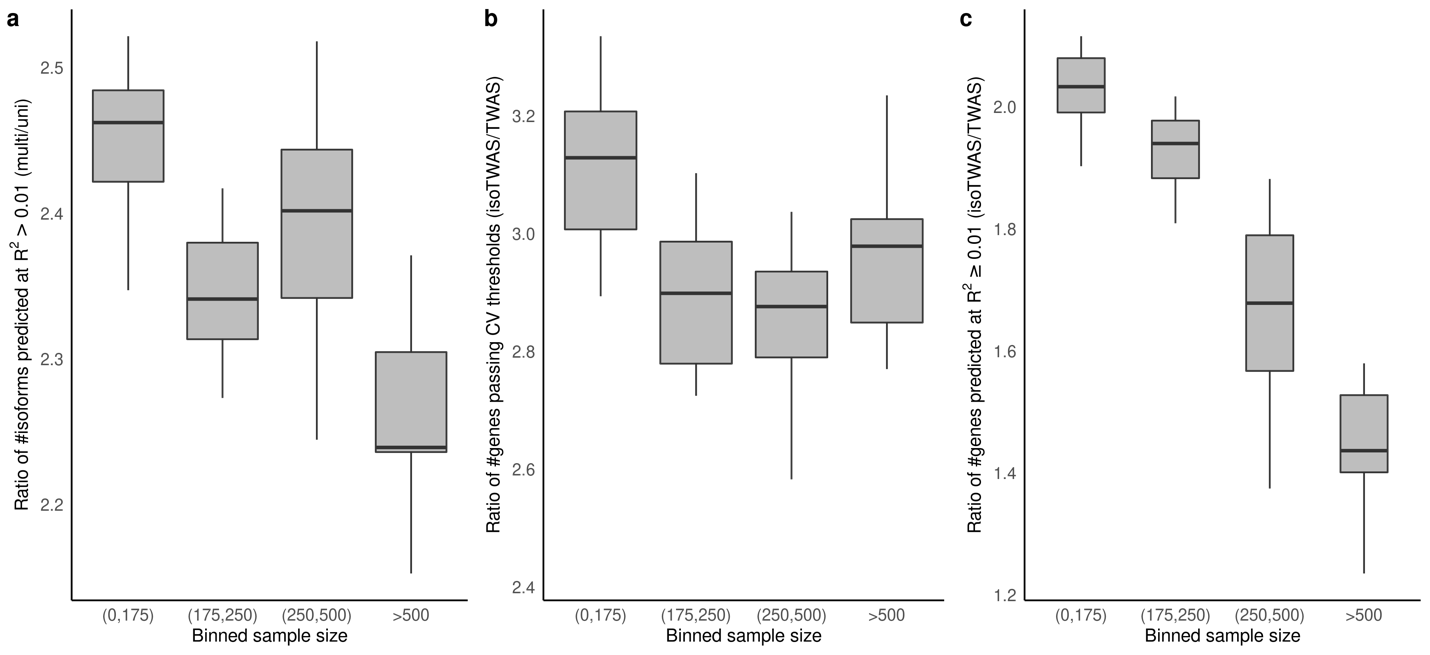 a
Ratio of #isoforms predicted at R² > 0.01 (multi/uni)
2.5
2.4
2.3
2.2
(0,175)
(175,250)
(250,500)
>500
Binned sample size
b
Ratio of #genes passing CV thresholds (isoTWAS/TWAS)
3.2
3.0
2.8
2.6
2.4
(0,175)
(175,250)
(250,500)
>500
Binned sample size
c
Ratio of #genes predicted at R² ≥ 0.01 (isoTWAS/TWAS)
2.0
1.8
1.6
1.4
1.2
(0,175)
(175,250)
(250,500)
>500
Binned sample size